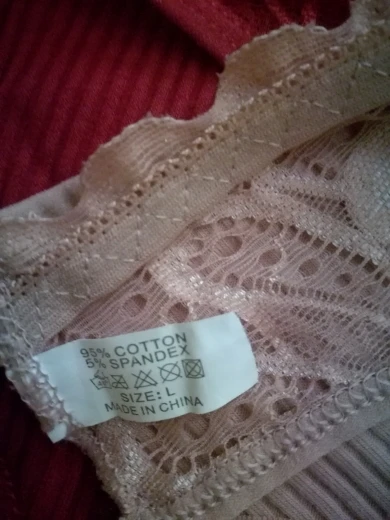 95% COTTON
5% SPANDEX
SIZE: L
MADE IN CHINA